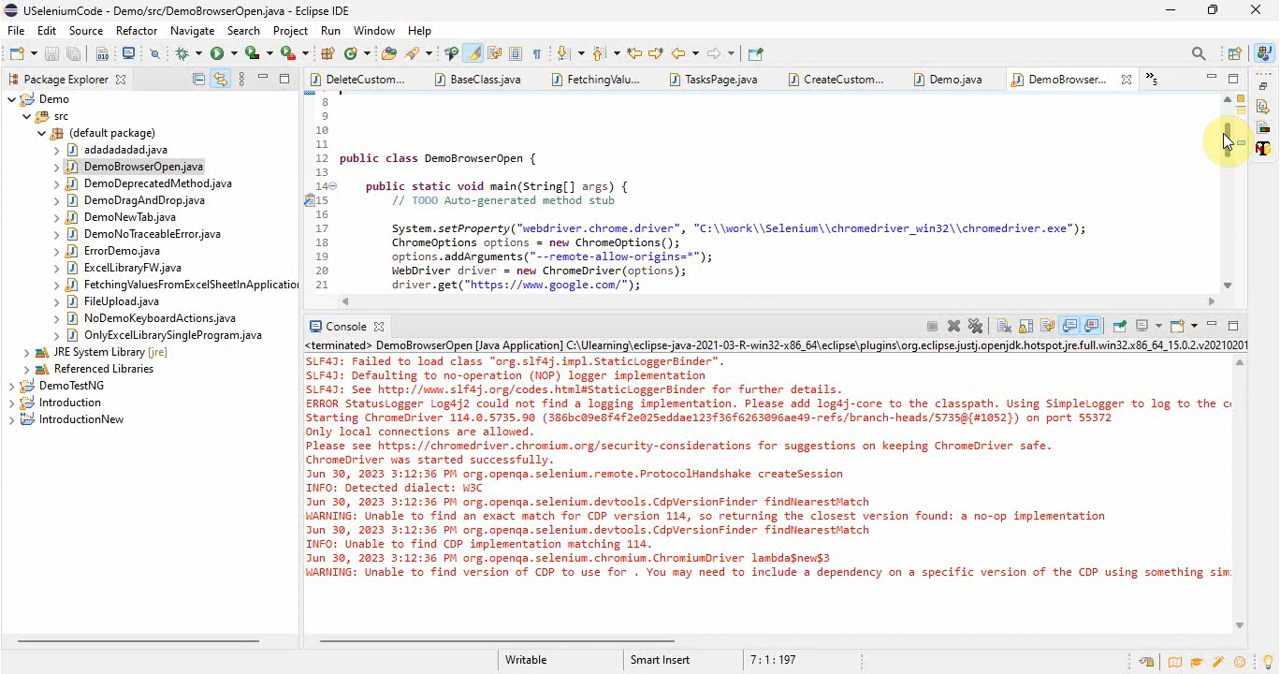 USeleniumCode - Demo/src/DemoBrowserOpen.java - Eclipse IDE
File Edit Source Refactor Navigate Search Project Run Window Help
Package Explorer
DeleteCustom... BaseClass.java FetchingValu... TasksPage.java CreateCustom... Demo.java DemoBrowser... »5
Demo
src
(default package)
adadadadad.java
DemoBrowserOpen.java
DemoDeprecatedMethod.java
DemoDragAndDrop.java
DemoNewTab.java
DemoNoTraceableError.java
ErrorDemo.java
ExcelLibraryFW.java
FetchingValuesFromExcelSheetInApplicatio
FileUpload.java
NoDemoKeyboardActions.java
OnlyExcelLibrarySingleProgram.java
JRE System Library [jre]
Referenced Libraries
DemoTestNG
Introduction
IntroductionNew
8
9
10
11
12 public class DemoBrowserOpen {
13
14 public static void main(String[] args) {
15 // TODO Auto-generated method stub
16
17 System.setProperty("webdriver.chrome.driver", "C:\\work\\Selenium\\chromedriver_win32\\chromedriver.exe");
18 ChromeOptions options = new ChromeOptions();
19 options.addArguments("--remote-allow-origins=*");
20 WebDriver driver = new ChromeDriver(options);
21 driver.get("https://www.google.com/");
Console
<terminated> DemoBrowserOpen [Java Application] C:\Ulearning\eclipse-java-2021-03-R-win32-x86_64\eclipse\plugins\org.eclipse.justj.openjdk.hotspot.jre.full.win32.x86_64_15.0.2.v20210201
SLF4J: Failed to load class "org.slf4j.impl.StaticLoggerBinder".
SLF4J: Defaulting to no-operation (NOP) logger implementation
SLF4J: See http://www.slf4j.org/codes.html#StaticLoggerBinder for further details.
ERROR StatusLogger Log4j2 could not find a logging implementation. Please add log4j-core to the classpath. Using SimpleLogger to log to the co
Starting ChromeDriver 114.0.5735.90 (386bc09e8f4f2e025eddae123f36f6263096ae49-refs/branch-heads/5735@{#1052}) on port 55372
Only local connections are allowed.
Please see https://chromedriver.chromium.org/security-considerations for suggestions on keeping ChromeDriver safe.
ChromeDriver was started successfully.
Jun 30, 2023 3:12:36 PM org.openqa.selenium.remote.ProtocolHandshake createSession
INFO: Detected dialect: W3C
Jun 30, 2023 3:12:36 PM org.openqa.selenium.devtools.CdpVersionFinder findNearestMatch
WARNING: Unable to find an exact match for CDP version 114, so returning the closest version found: a no-op implementation
Jun 30, 2023 3:12:36 PM org.openqa.selenium.devtools.CdpVersionFinder findNearestMatch
INFO: Unable to find CDP implementation matching 114.
Jun 30, 2023 3:12:36 PM org.openqa.selenium.chromium.ChromiumDriver lambda$new$3
WARNING: Unable to find version of CDP to use for . You may need to include a dependency on a specific version of the CDP using something sim
Writable Smart Insert 7 : 1 : 197